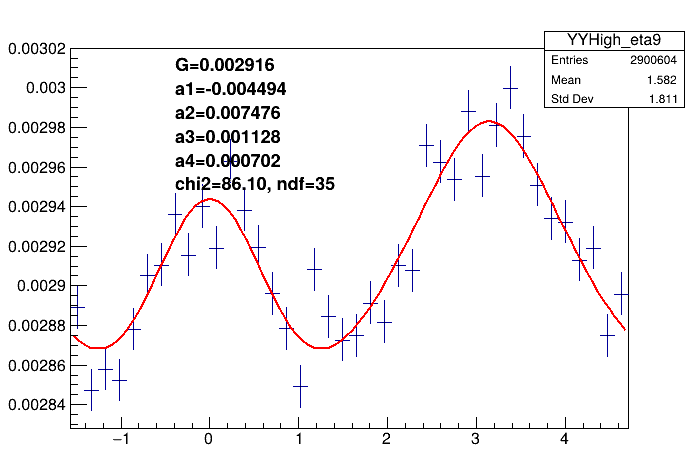 YYHigh_eta9
Entries 2900604
Mean 1.582
Std Dev 1.811
G=0.002916
a1=-0.004494
a2=0.007476
a3=0.001128
a4=0.000702
chi2=86.10, ndf=35
0.00302
0.003
0.00298
0.00296
0.00294
0.00292
0.0029
0.00288
0.00286
0.00284
−1 0 1 2 3 4